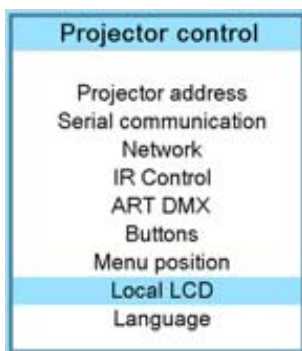 Projector control
Projector address
Serial communication
Network
IR Control
ART DMX
Buttons
Menu position
Local LCD
Language